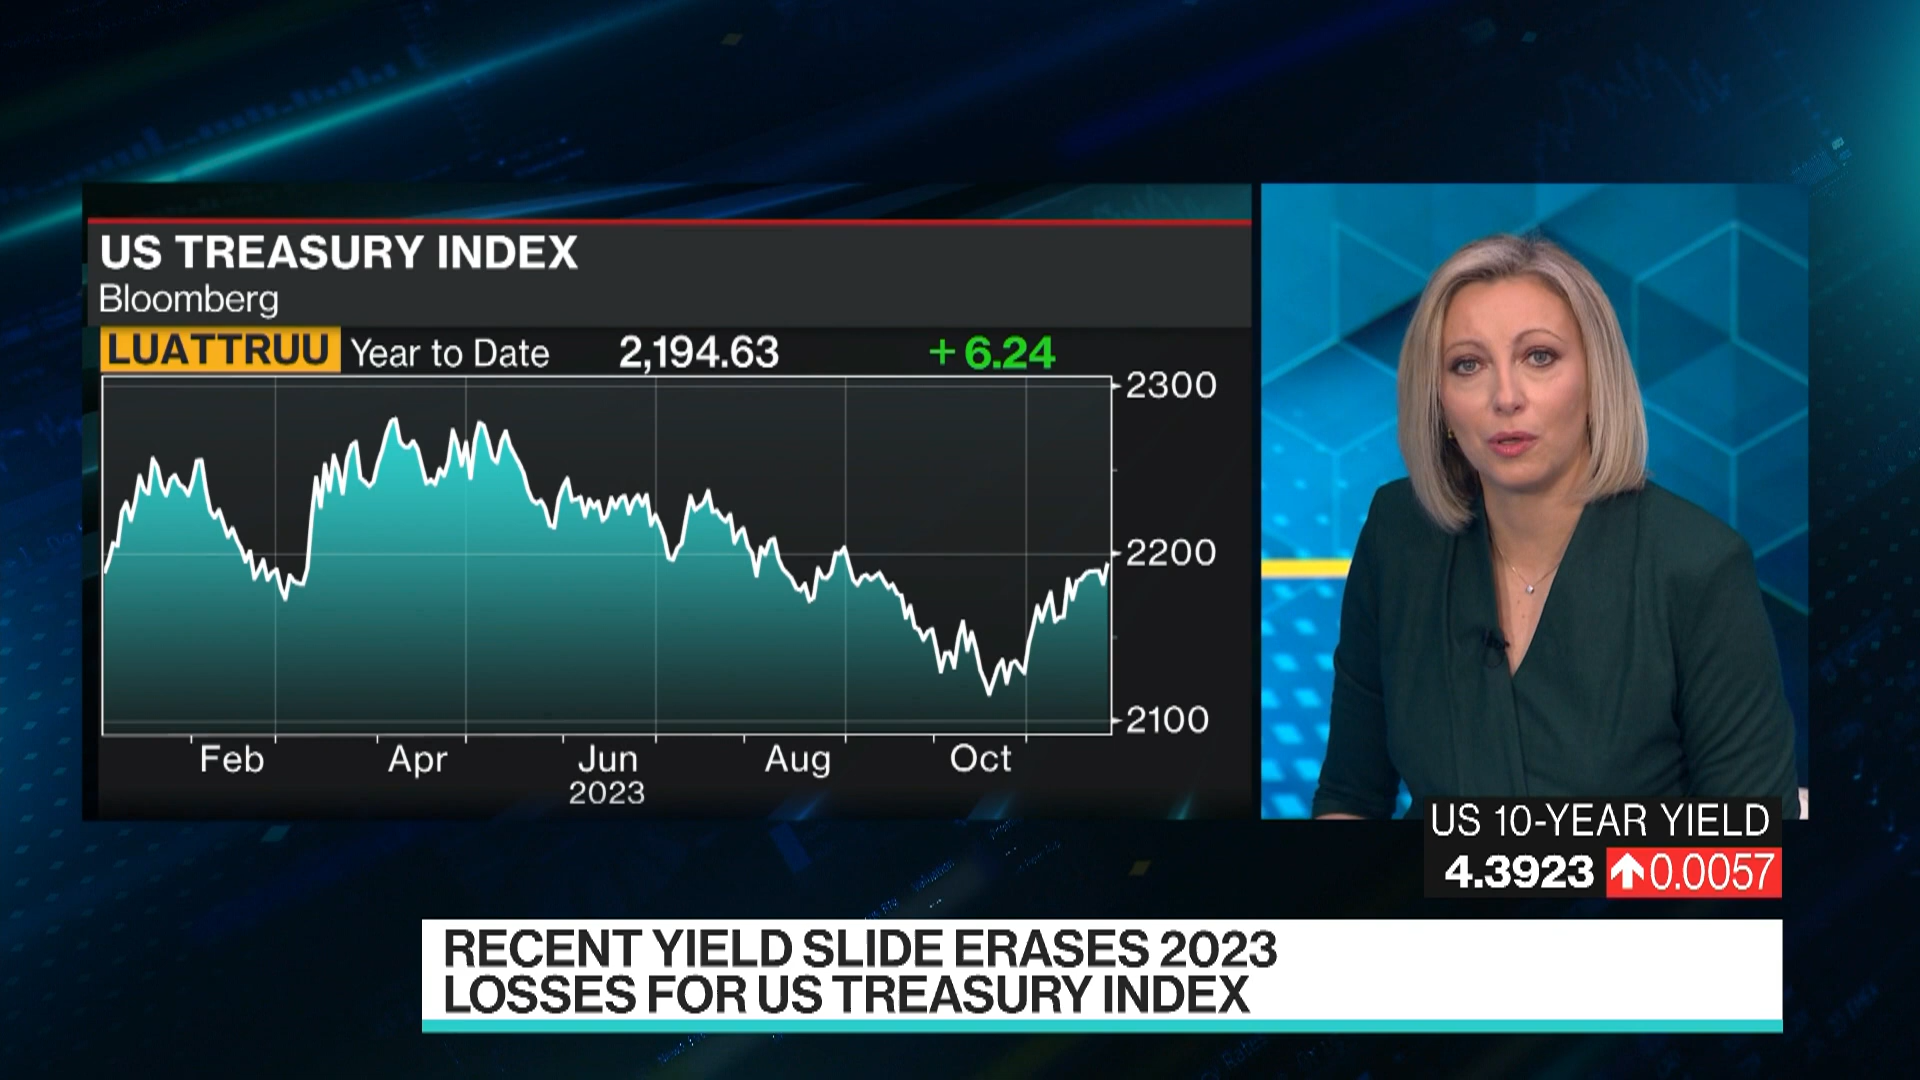 US TREASURY INDEX
Bloomberg
LUATTRUU Year to Date 2,194.63 +6.24
2300
2200
2100
Feb Apr Jun Aug Oct
2023
US 10-YEAR YIELD
4.3923 ↑0.0057
RECENT YIELD SLIDE ERASES 2023
LOSSES FOR US TREASURY INDEX